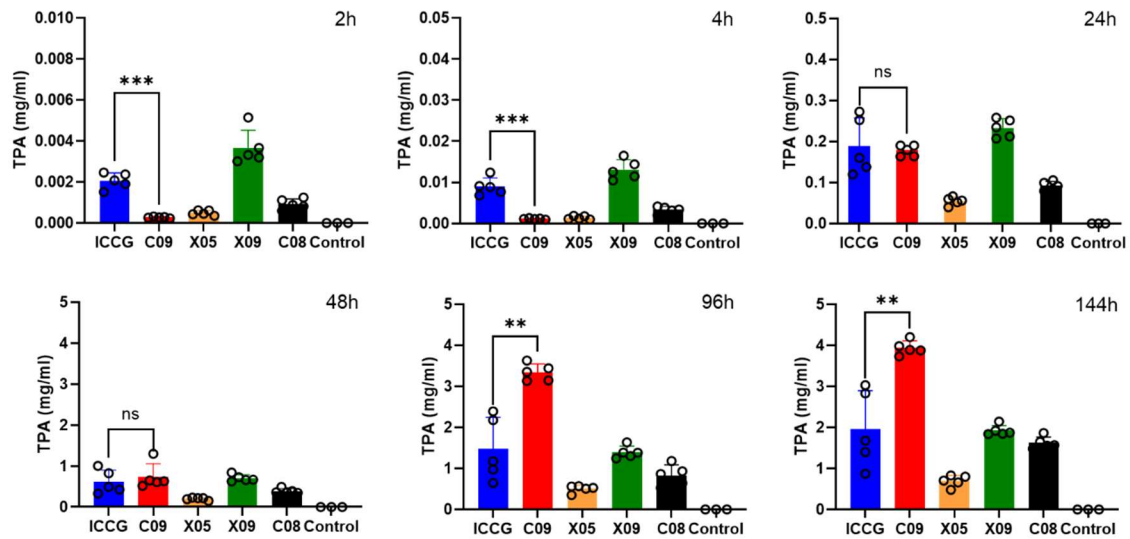 2h
0.010
0.008
0.006
0.004
0.002
0.000
TPA (mg/ml)
***
ICCG C09 X05 X09 C08 Control
4h
0.05
0.04
0.03
0.02
0.01
0.00
TPA (mg/ml)
***
ICCG C09 X05 X09 C08 Control
24h
0.5
0.4
0.3
0.2
0.1
0.0
TPA (mg/ml)
ns
ICCG C09 X05 X09 C08 Control
48h
5
4
3
2
1
0
TPA (mg/ml)
ns
ICCG C09 X05 X09 C08 Control
96h
5
4
3
2
1
0
TPA (mg/ml)
**
ICCG C09 X05 X09 C08 Control
144h
5
4
3
2
1
0
TPA (mg/ml)
**
ICCG C09 X05 X09 C08 Control